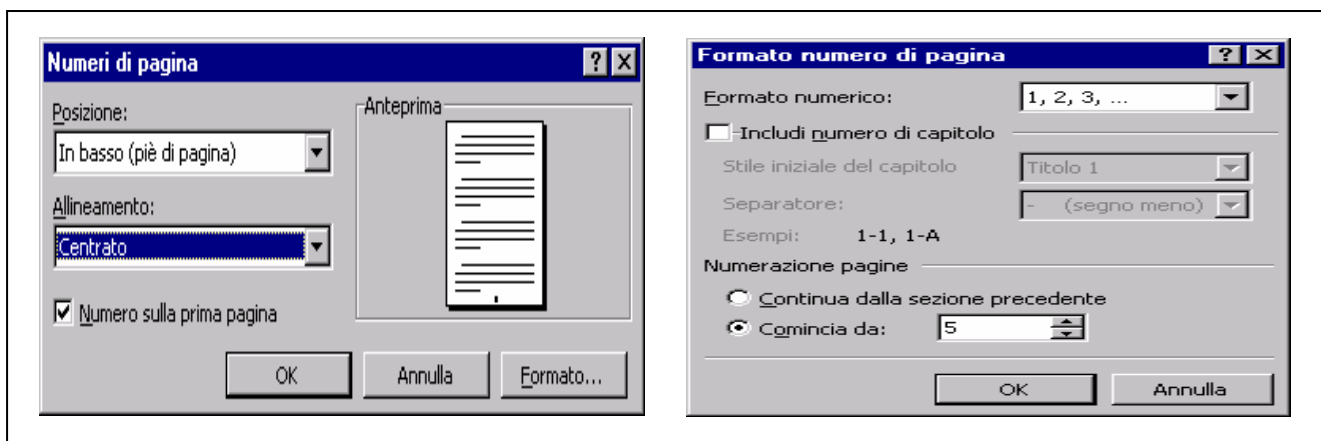 Numeri di pagina
Posizione:
In basso (piè di pagina)
Allineamento:
Centrato
Numero sulla prima pagina
Anteprima
OK
Annulla
Formato...
Formato numero di pagina
Formato numerico:
1, 2, 3, ...
Includi numero di capitolo
Stile iniziale del capitolo
Titolo 1
Separatore:
- (segno meno)
Esempi: 1-1, 1-A
Numerazione pagine
Continua dalla sezione precedente
Comincia da: 5
OK
Annulla